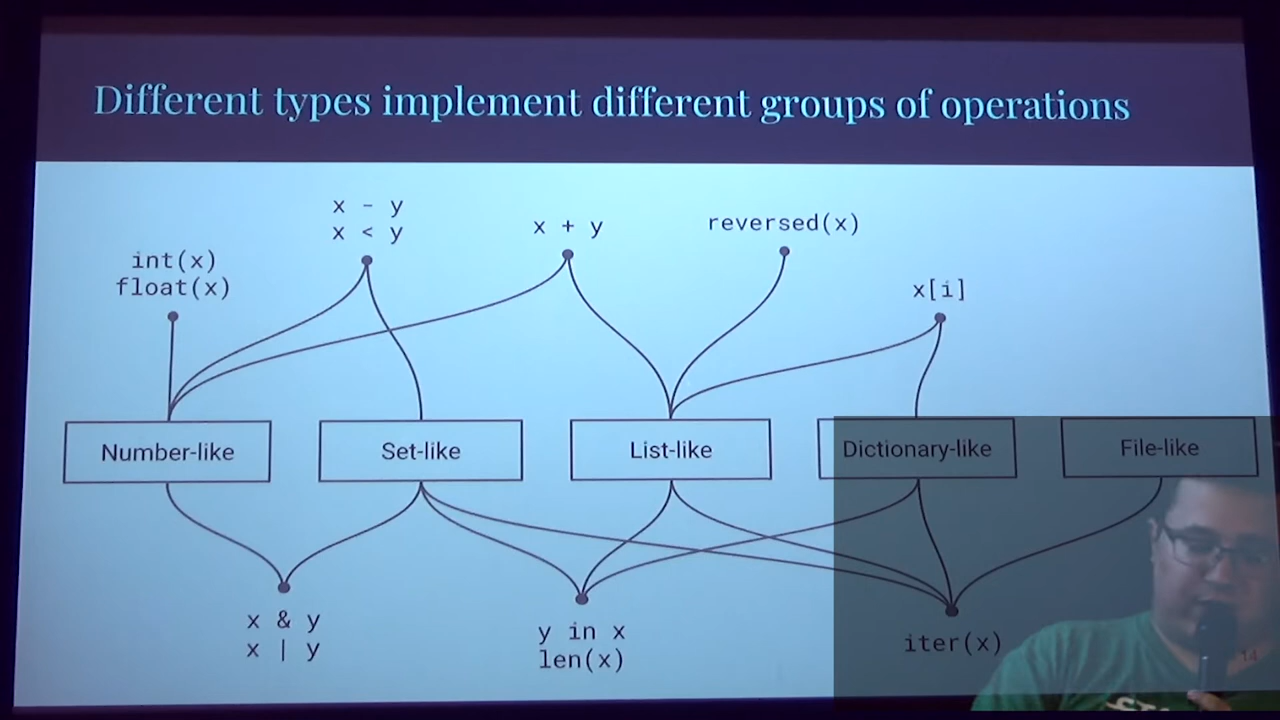 Different types implement different groups of operations
x - y
x < y
x + y
reversed(x)
int(x)
float(x)
x[i]
Number-like
Set-like
List-like
Dictionary-like
File-like
x & y
x | y
y in x
len(x)
iter(x)
14